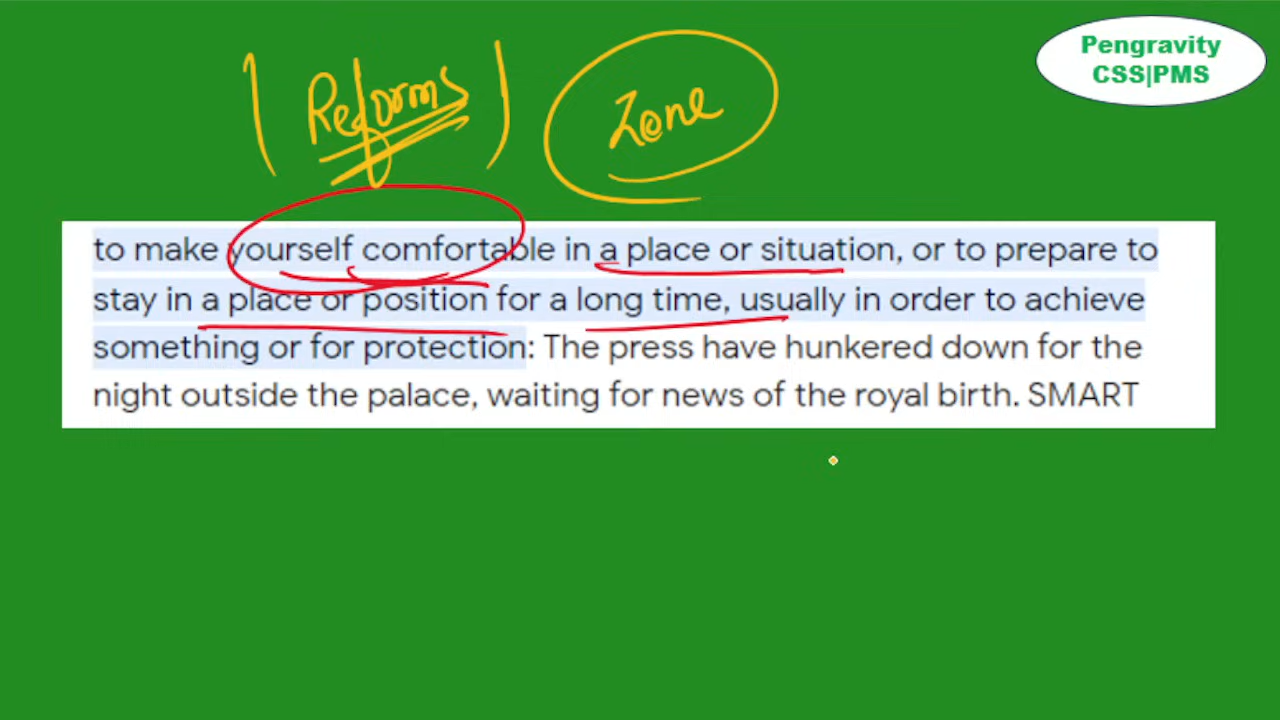 Pengravity
CSS|PMS
Reforms Zone
to make yourself comfortable in a place or situation, or to prepare to
stay in a place or position for a long time, usually in order to achieve
something or for protection: The press have hunkered down for the
night outside the palace, waiting for news of the royal birth. SMART